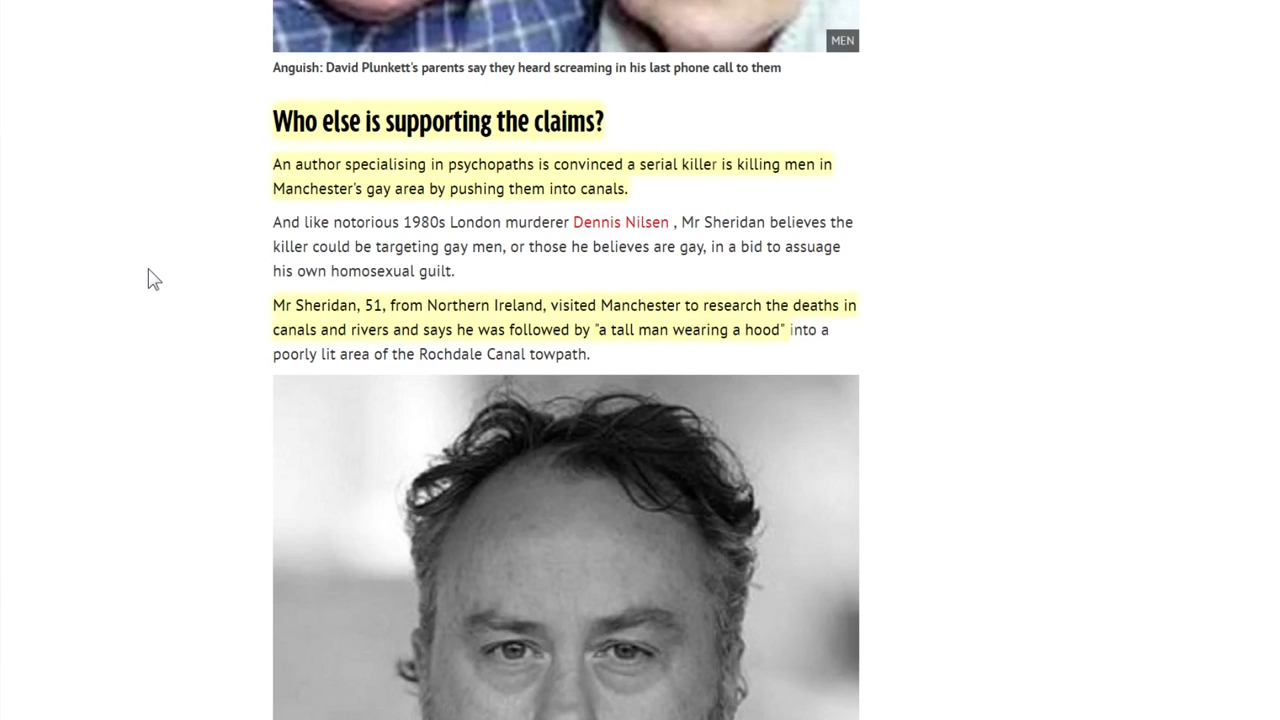 MEN
Anguish: David Plunkett's parents say they heard screaming in his last phone call to them
Who else is supporting the claims?
An author specialising in psychopaths is convinced a serial killer is killing men in
Manchester's gay area by pushing them into canals.
And like notorious 1980s London murderer Dennis Nilsen , Mr Sheridan believes the
killer could be targeting gay men, or those he believes are gay, in a bid to assuage
his own homosexual guilt.
Mr Sheridan, 51, from Northern Ireland, visited Manchester to research the deaths in
canals and rivers and says he was followed by "a tall man wearing a hood" into a
poorly lit area of the Rochdale Canal towpath.